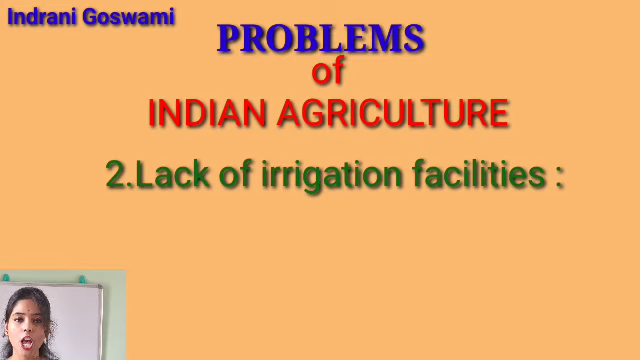 Indrani Goswami
PROBLEMS
of
INDIAN AGRICULTURE
2.Lack of irrigation facilities :